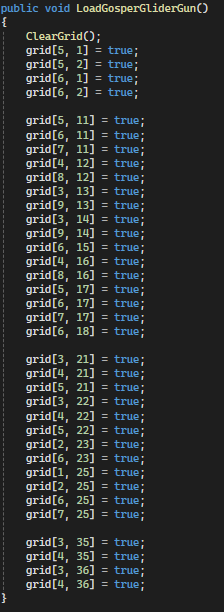 public void LoadGosperGliderGun()
{
ClearGrid();
grid[5, 1] = true;
grid[5, 2] = true;
grid[6, 1] = true;
grid[6, 2] = true;
grid[5, 11] = true;
grid[6, 11] = true;
grid[7, 11] = true;
grid[4, 12] = true;
grid[8, 12] = true;
grid[3, 13] = true;
grid[9, 13] = true;
grid[3, 14] = true;
grid[9, 14] = true;
grid[6, 15] = true;
grid[4, 16] = true;
grid[8, 16] = true;
grid[5, 17] = true;
grid[6, 17] = true;
grid[7, 17] = true;
grid[6, 18] = true;
grid[3, 21] = true;
grid[4, 21] = true;
grid[5, 21] = true;
grid[3, 22] = true;
grid[4, 22] = true;
grid[5, 22] = true;
grid[2, 23] = true;
grid[6, 23] = true;
grid[1, 25] = true;
grid[2, 25] = true;
grid[6, 25] = true;
grid[7, 25] = true;
grid[3, 35] = true;
grid[4, 35] = true;
grid[3, 36] = true;
grid[4, 36] = true;
}